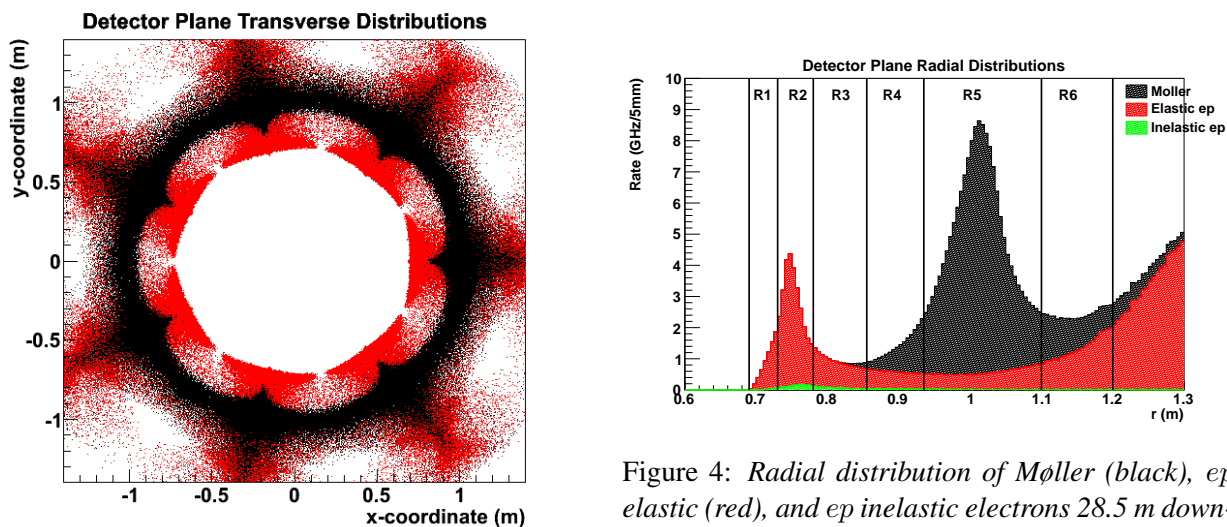 Detector Plane Transverse Distributions
y-coordinate (m)
1
0.5
0
-0.5
-1
-1
-0.5
0
0.5
1
x-coordinate (m)
Detector Plane Radial Distributions
Rate (GHz/5mm)
10
9
8
7
6
5
4
3
2
1
0
R1
R2
R3
R4
R5
R6
Moller
Elastic ep
Inelastic ep
0.6
0.7
0.8
0.9
1
1.1
1.2
1.3
r (m)
Figure 4: Radial distribution of Møller (black), ep
elastic (red), and ep inelastic electrons 28.5 m down-